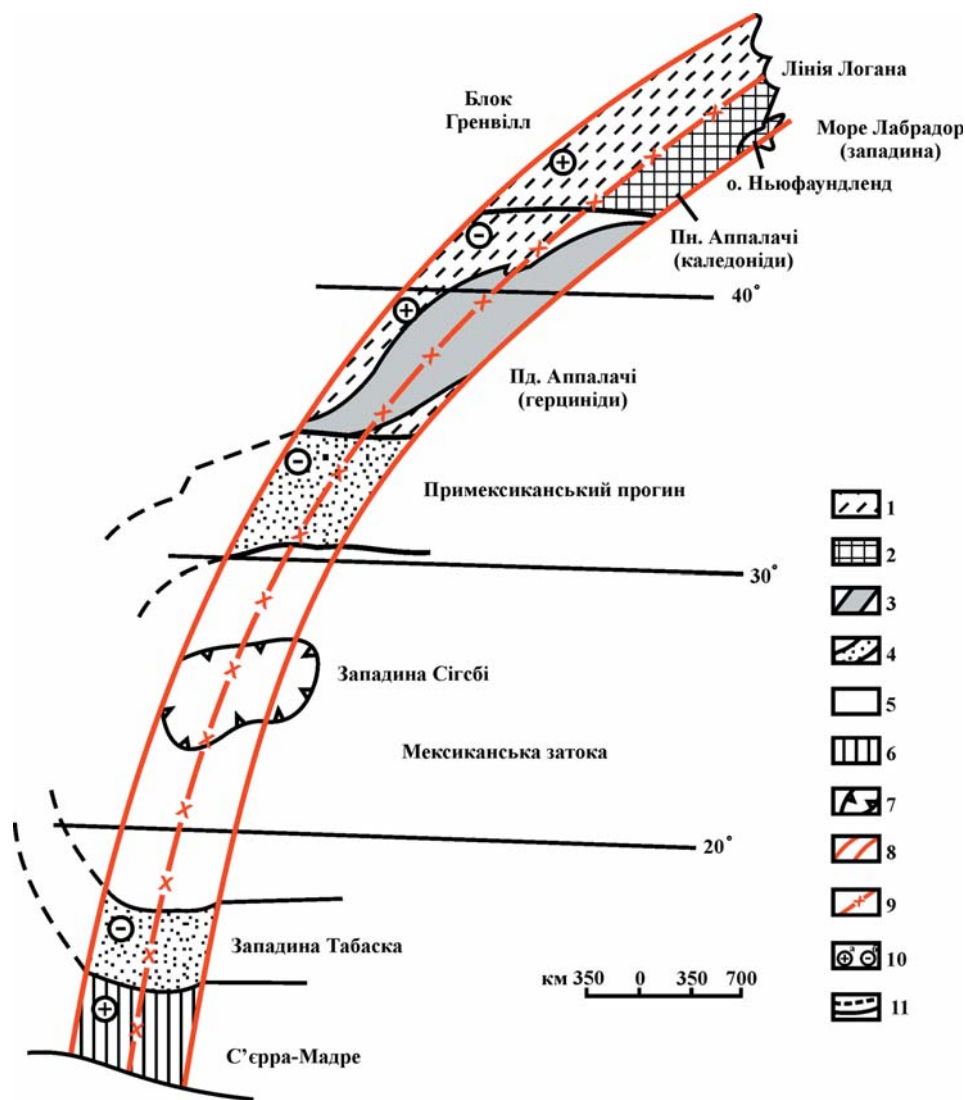 Лінія Логана
Блок
Гренвілл
Море Лабрадор
(западина)
о. Ньюфаундленд
Пн. Аппалачі
(каледоніди)
40°
Пд. Аппалачі
(герциніди)
Примексиканський прогин
30°
Западина Сігсбі
Мексиканська затока
20°
Западина Табаска
С’єрра-Мадре
км 350 0 350 700
1
2
3
4
5
6
7
8
9
10
11